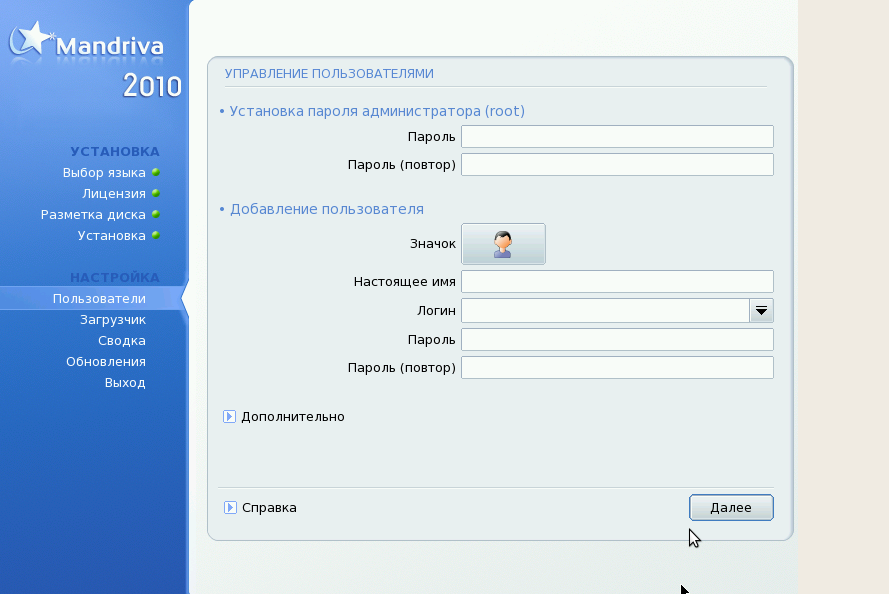 Mandriva
2010
УСТАНОВКА
Выбор языка
Лицензия
Разметка диска
Установка
НАСТРОЙКА
Пользователи
Загрузчик
Сводка
Обновления
Выход
УПРАВЛЕНИЕ ПОЛЬЗОВАТЕЛЯМИ
• Установка пароля администратора (root)
Пароль
Пароль (повтор)
• Добавление пользователя
Значок
Настоящее имя
Логин
Пароль
Пароль (повтор)
Дополнительно
Справка
Далее